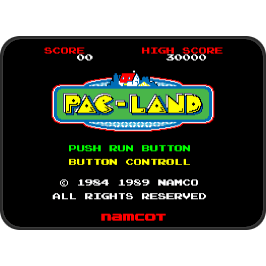 SCORE HIGH SCORE
00 30000
PAC-LAND
PUSH RUN BUTTON
BUTTON CONTROLL
© 1984 1989 NAMCO
ALL RIGHTS RESERVED
namcot